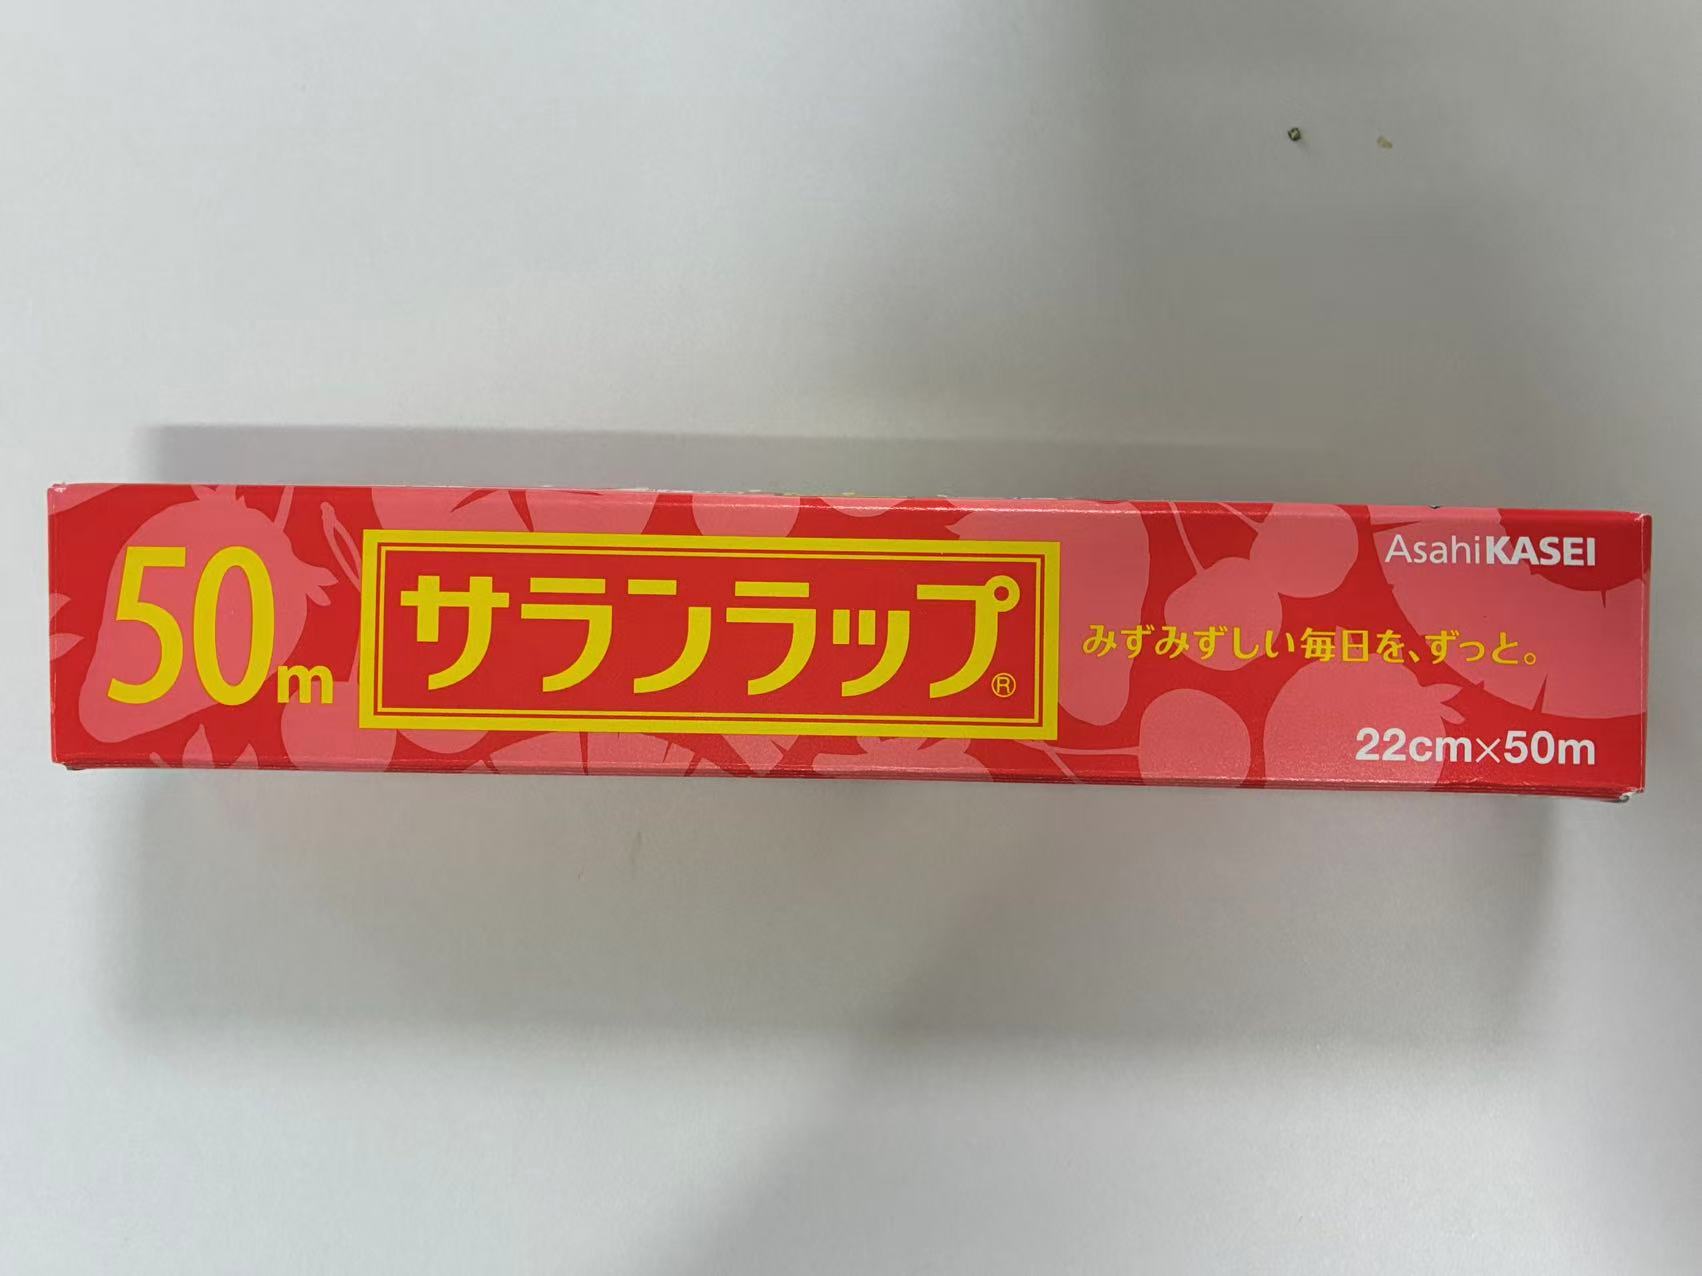 50m
サランラップ®
AsahiKASEI
みずみずしい毎日を、ずっと。
22cm×50m